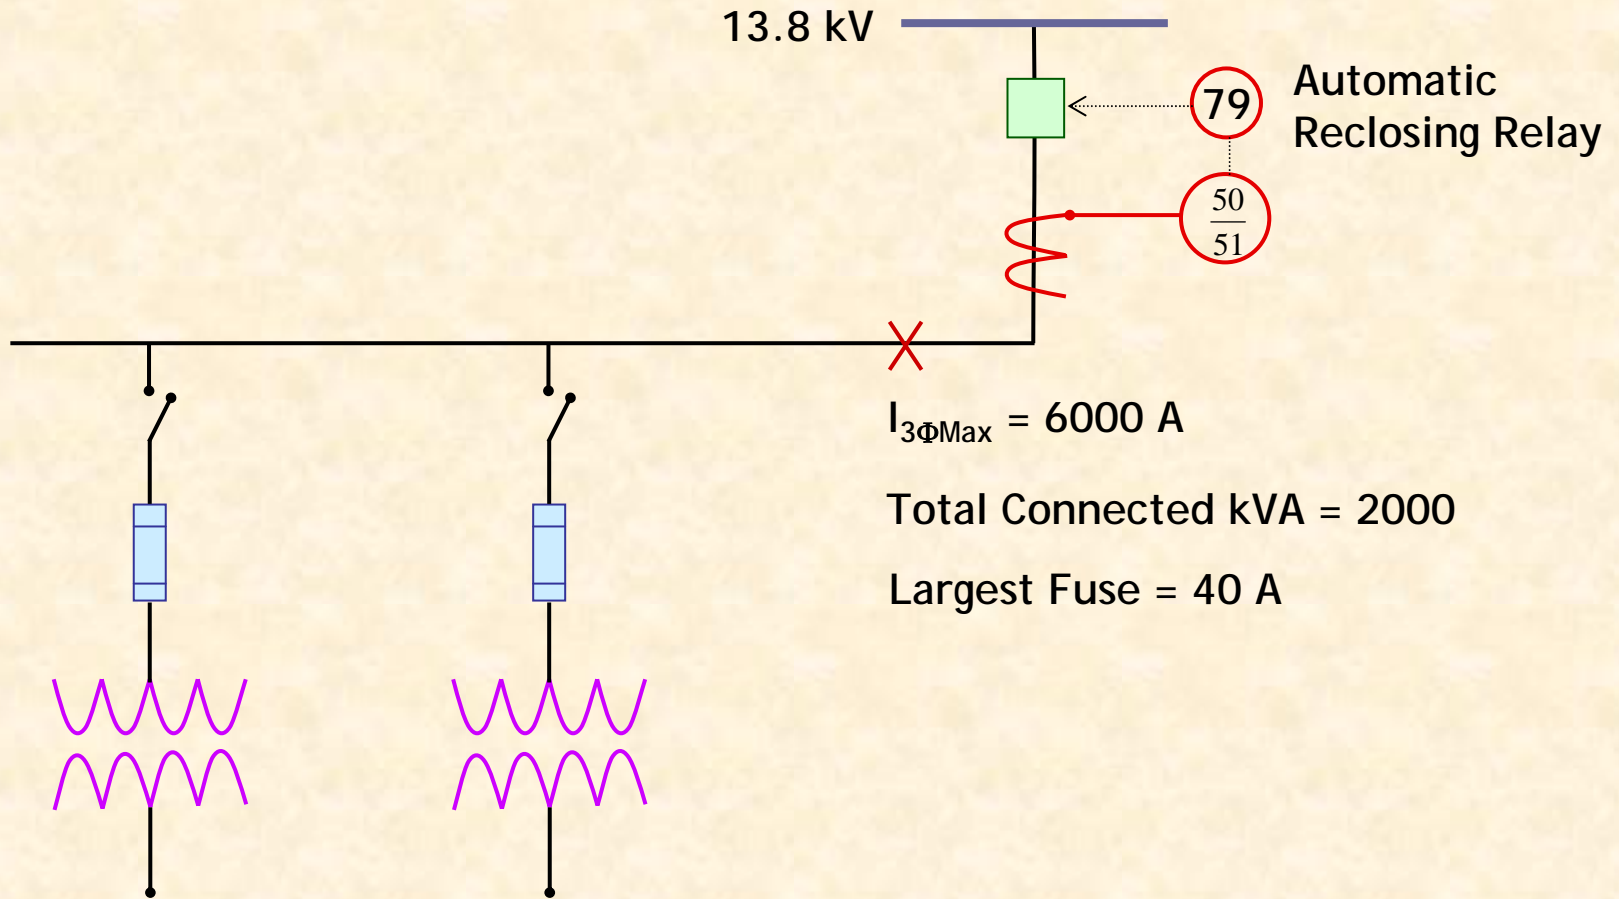 13.8 kV
79
Automatic
Reclosing Relay
50
51
I3ΦMax = 6000 A
Total Connected kVA = 2000
Largest Fuse = 40 A